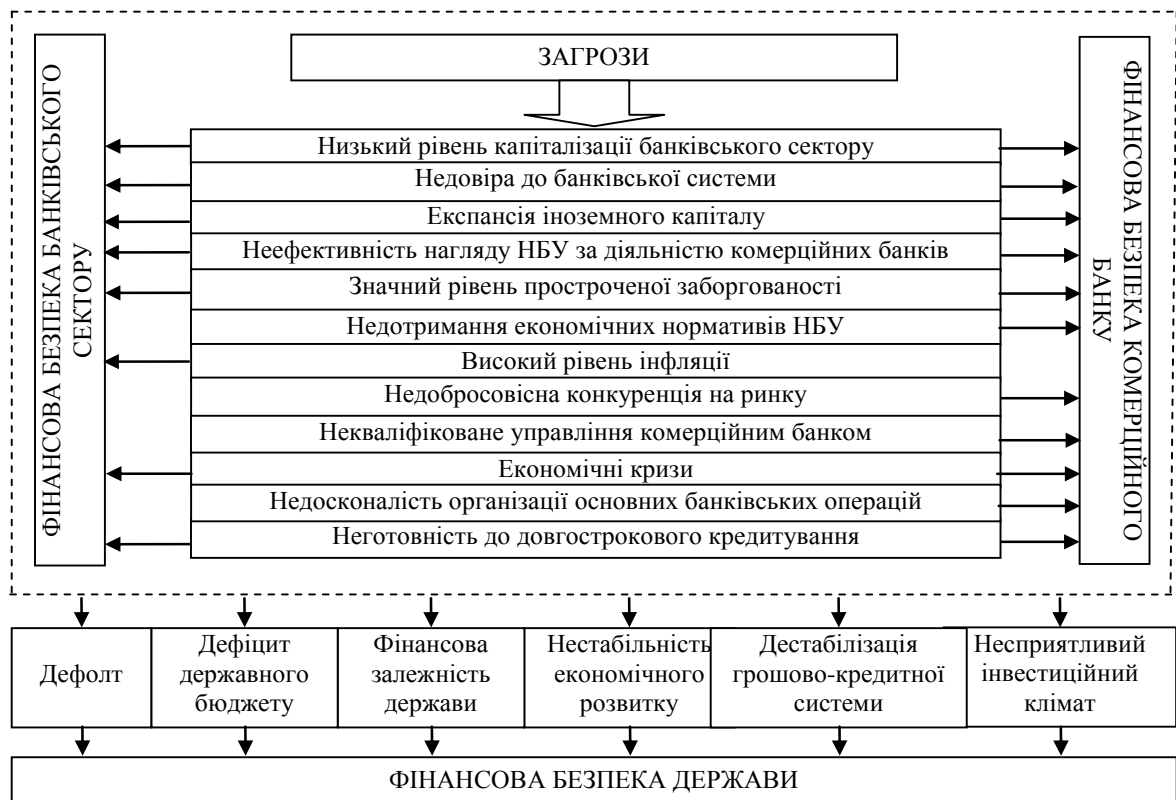 ЗАГРОЗИ
ФІНАНСОВА БЕЗПЕКА БАНКІВСЬКОГО
СЕКТОРУ
Низький рівень капіталізації банківського сектору
Недовіра до банківської системи
Експансія іноземного капіталу
Неефективність нагляду НБУ за діяльністю комерційних банків
Значний рівень простроченої заборгованості
Недотримання економічних нормативів НБУ
Високий рівень інфляції
Недобросовісна конкуренція на ринку
Некваліфіковане управління комерційним банком
Економічні кризи
Недосконалість організації основних банківських операцій
Неготовність до довгострокового кредитування
ФІНАНСОВА БЕЗПЕКА КОМЕРЦІЙНОГО
БАНКУ
Дефолт
Дефіцит
державного
бюджету
Фінансова
залежність
держави
Нестабільність
економічного
розвитку
Дестабілізація
грошово-кредитної
системи
Несприятливий
інвестиційний
клімат
ФІНАНСОВА БЕЗПЕКА ДЕРЖАВИ